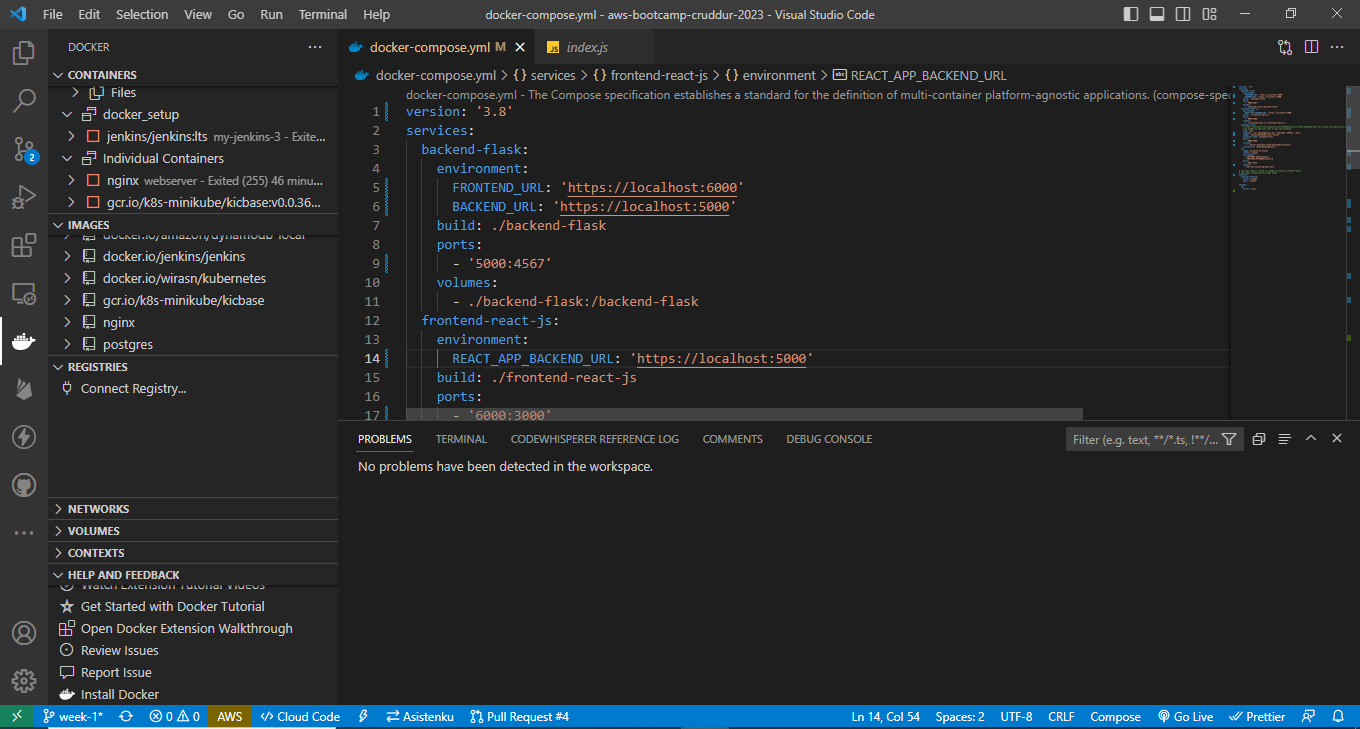 File Edit Selection View Go Run Terminal Help docker-compose.yml - aws-bootcamp-cruddur-2023 - Visual Studio Code
DOCKER
CONTAINERS
Files
docker_setup
jenkins/jenkins:lts my-jenkins-3 - Exite...
Individual Containers
nginx webserver - Exited (255) 46 minu...
gcr.io/k8s-minikube/kicbase:v0.0.36...
IMAGES
docker.io/amazon/dynamodb-local
docker.io/jenkins/jenkins
docker.io/wirasn/kubernetes
gcr.io/k8s-minikube/kicbase
nginx
postgres
REGISTRIES
Connect Registry...
NETWORKS
VOLUMES
CONTEXTS
HELP AND FEEDBACK
Watch Extension Tutorial Videos
Get Started with Docker Tutorial
Open Docker Extension Walkthrough
Review Issues
Report Issue
Install Docker
2
docker-compose.yml M
JS index.js
docker-compose.yml > {} services > {} frontend-react-js > {} environment > abc REACT_APP_BACKEND_URL
docker-compose.yml - The Compose specification establishes a standard for the definition of multi-container platform-agnostic applications. (compose-spec
1 version: '3.8'
2 services:
3 backend-flask:
4 environment:
5 FRONTEND_URL: 'https://localhost:6000'
6 BACKEND_URL: 'https://localhost:5000'
7 build: ./backend-flask
8 ports:
9 - '5000:4567'
10 volumes:
11 - ./backend-flask:/backend-flask
12 frontend-react-js:
13 environment:
14 REACT_APP_BACKEND_URL: 'https://localhost:5000'
15 build: ./frontend-react-js
16 ports:
17 - '6000:3000'
PROBLEMS TERMINAL CODEWHISPERER REFERENCE LOG COMMENTS DEBUG CONSOLE
Filter (e.g. text, **/*.ts, !**/...
No problems have been detected in the workspace.
week-1* 0 0 AWS Cloud Code Asistenku Pull Request #4 Ln 14, Col 54 Spaces: 2 UTF-8 CRLF Compose Go Live Prettier